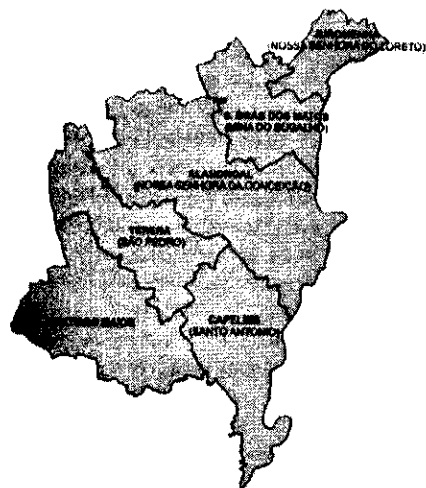 JUROMENHA
(NOSSA SENHORA DO LORETO)
S. BRÁS DOS MATOS
(MINA DO BUGALHO)
ALANDROAL
(NOSSA SENHORA DA CONCEIÇÃO)
TERENA
(SÃO PEDRO)
CAPELINS
(SANTO ANTÓNIO)